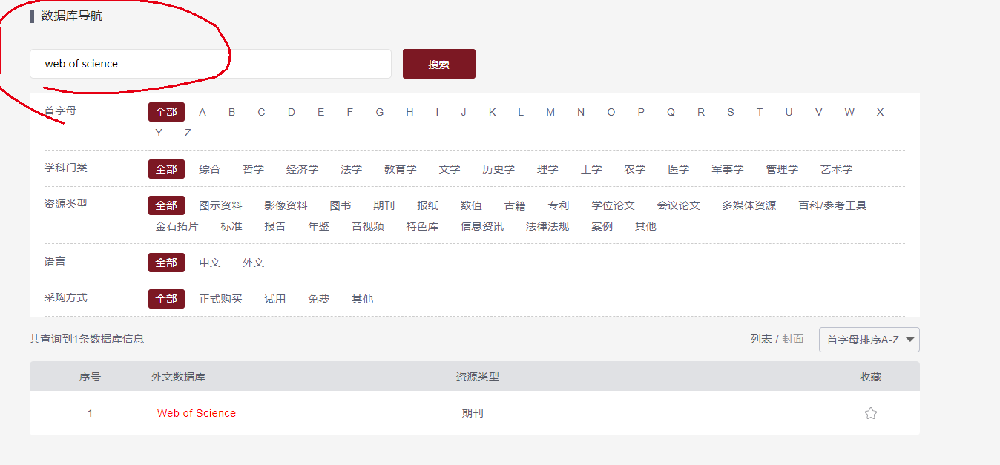 数据库导航
web of science 搜索
首字母 全部 A B C D E F G H I J K L M N O P Q R S T U V W X
Y Z
学科门类 全部 综合 哲学 经济学 法学 教育学 文学 历史学 理学 工学 农学 医学 军事学 管理学 艺术学
资源类型 全部 图示资料 影像资料 图书 期刊 报纸 数值 古籍 专利 学位论文 会议论文 多媒体资源 百科/参考工具
金石拓片 标准 报告 年鉴 音视频 特色库 信息资讯 法律法规 案例 其他
语言 全部 中文 外文
采购方式 全部 正式购买 试用 免费 其他
共查询到1条数据库信息 列表 / 封面 首字母排序A-Z
序号 外文数据库 资源类型 收藏
1 Web of Science 期刊